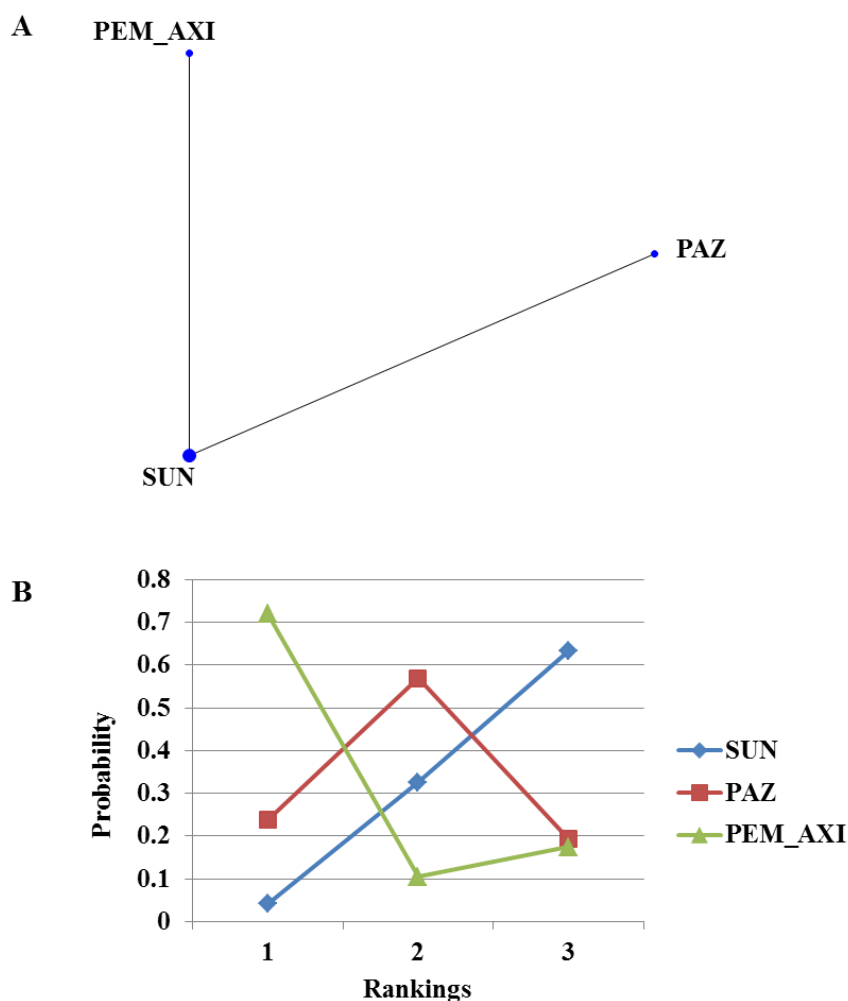 A
PEM_AXI
PAZ
SUN
B
Probability
0.8
0.7
0.6
0.5
0.4
0.3
0.2
0.1
0
1 2 3
Rankings
SUN
PAZ
PEM_AXI